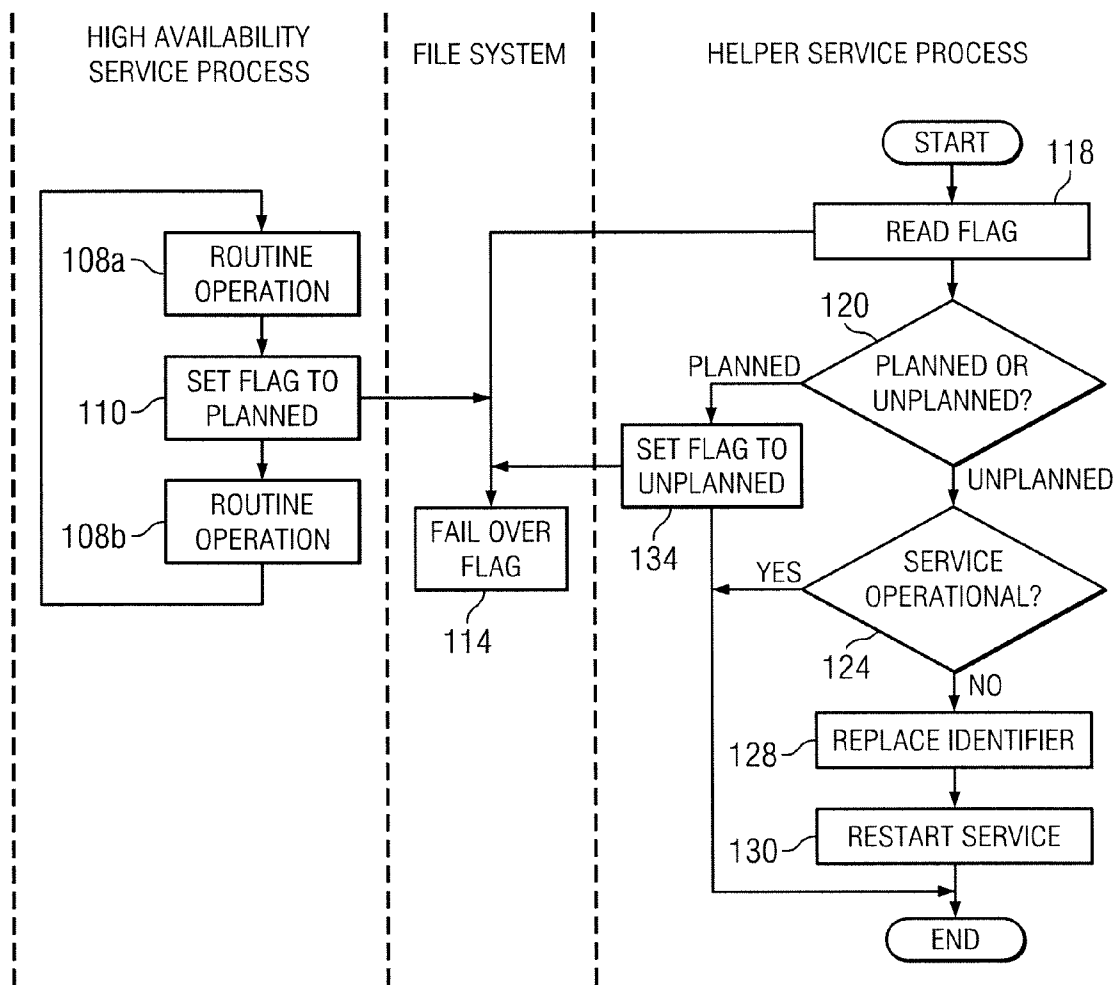 HIGH AVAILABILITY
SERVICE PROCESS
FILE SYSTEM
HELPER SERVICE PROCESS
START
118
READ FLAG
108a
ROUTINE
OPERATION
120
PLANNED OR
UNPLANNED?
PLANNED
110
SET FLAG TO
PLANNED
SET FLAG TO
UNPLANNED
134
UNPLANNED
108b
ROUTINE
OPERATION
FAIL OVER
FLAG
114
YES
SERVICE
OPERATIONAL?
124
NO
128
REPLACE IDENTIFIER
130
RESTART SERVICE
END